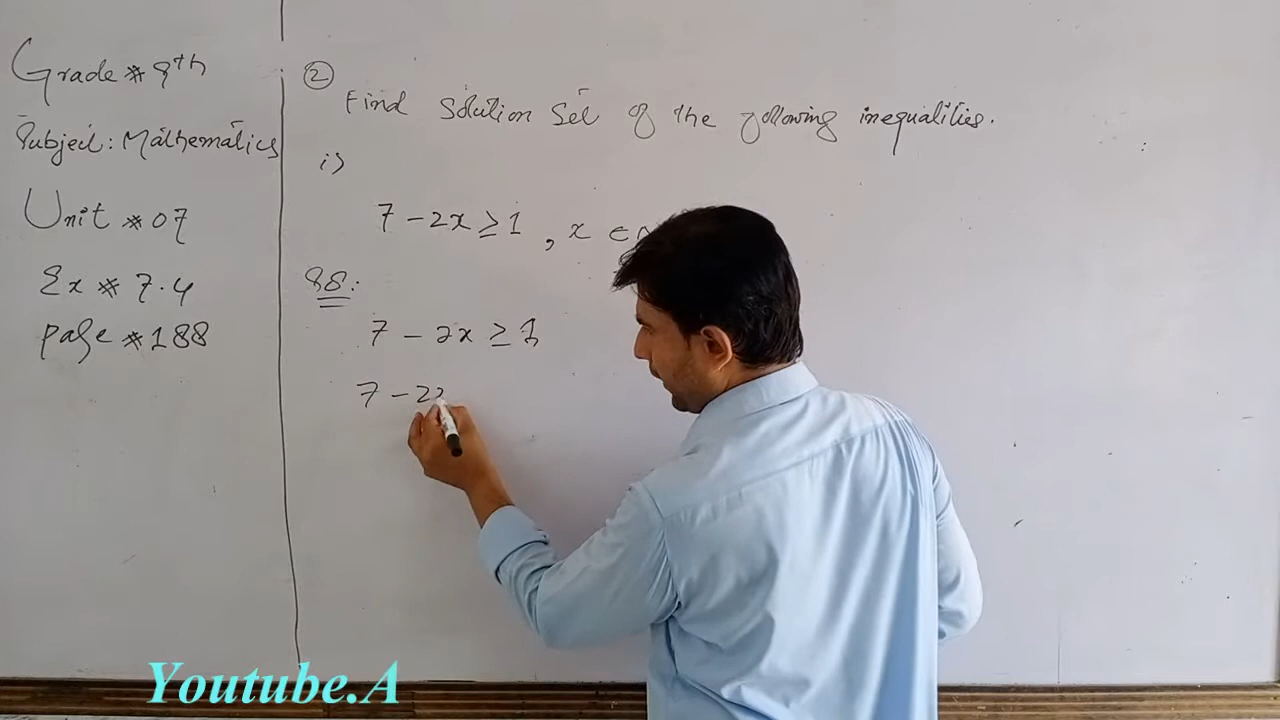 Grade # 9th
Subject: Mathematics
Unit # 07
Ex # 7.4
Page # 188
②
Find Solution Set of the following inequalities.
i>
7 - 2x ≥ 1 , x ∈ N
7 - 2x ≥ 1
7 - 2x
Youtube.A